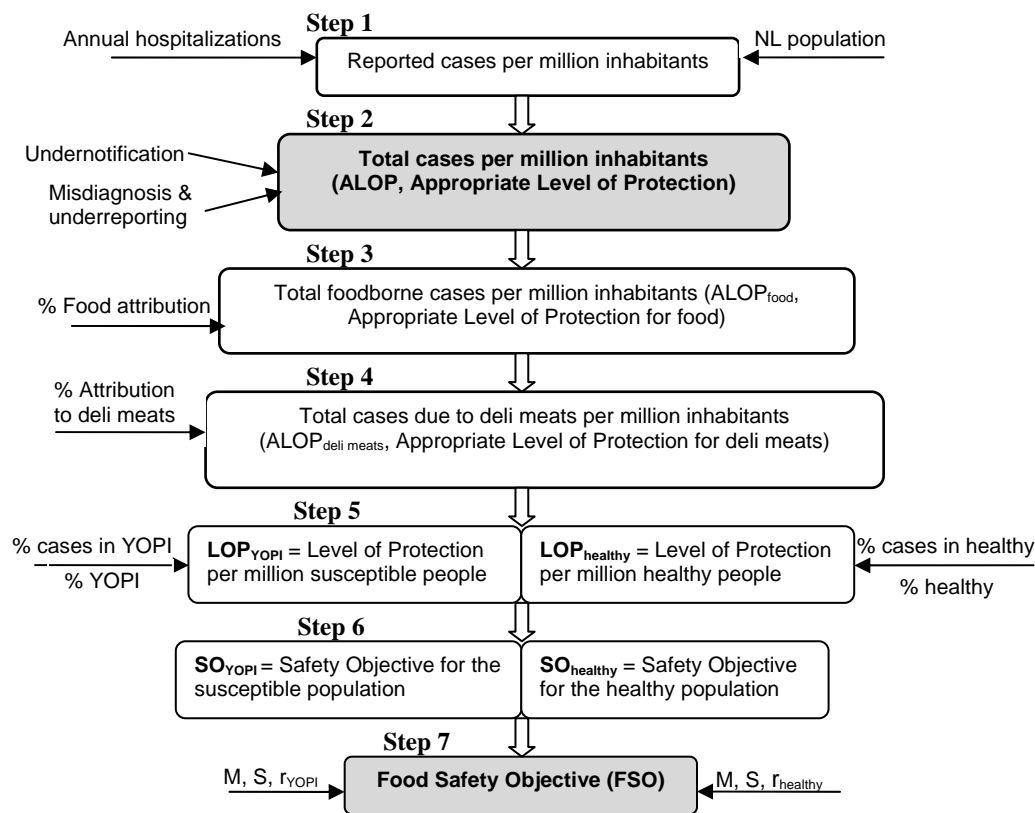 Step 1
Annual hospitalizations
NL population
Reported cases per million inhabitants
Step 2
Undernotification
Total cases per million inhabitants
(ALOP, Appropriate Level of Protection)
Misdiagnosis &
underreporting
Step 3
% Food attribution
Total foodborne cases per million inhabitants (ALOPfood,
Appropriate Level of Protection for food)
Step 4
% Attribution
to deli meats
Total cases due to deli meats per million inhabitants
(ALOPdeli meats, Appropriate Level of Protection for deli meats)
Step 5
% cases in YOPI
% YOPI
LOPYOPI = Level of Protection
per million susceptible people
LOPhealthy = Level of Protection
per million healthy people
% cases in healthy
% healthy
Step 6
SOYOPI = Safety Objective for the
susceptible population
SOhealthy = Safety Objective
for the healthy population
Step 7
M, S, rYOPI
Food Safety Objective (FSO)
M, S, rhealthy